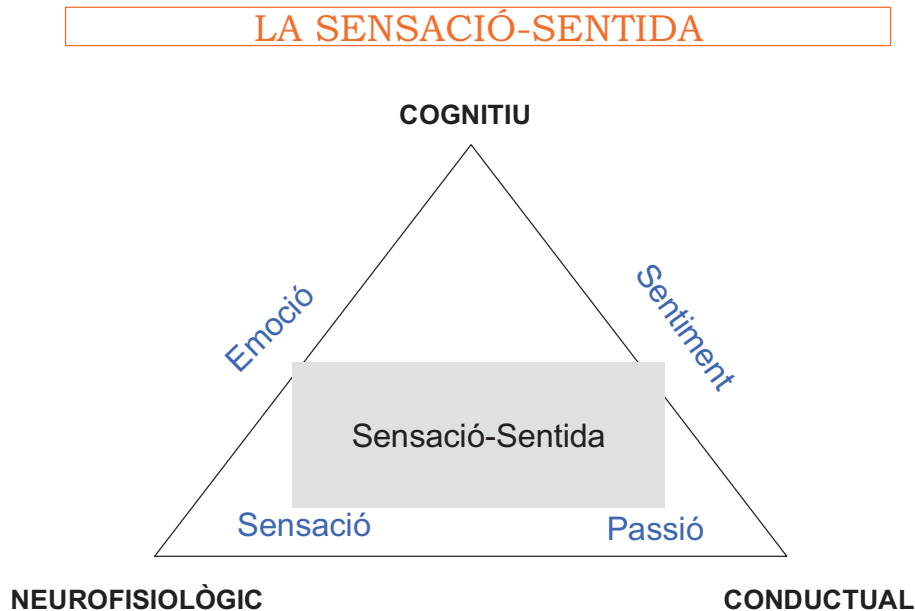 LA SENSACIÓ-SENTIDA
COGNITIU
Emoció
Sentiment
Sensació-Sentida
Sensació
Passió
NEUROFISIOLÒGIC
CONDUCTUAL